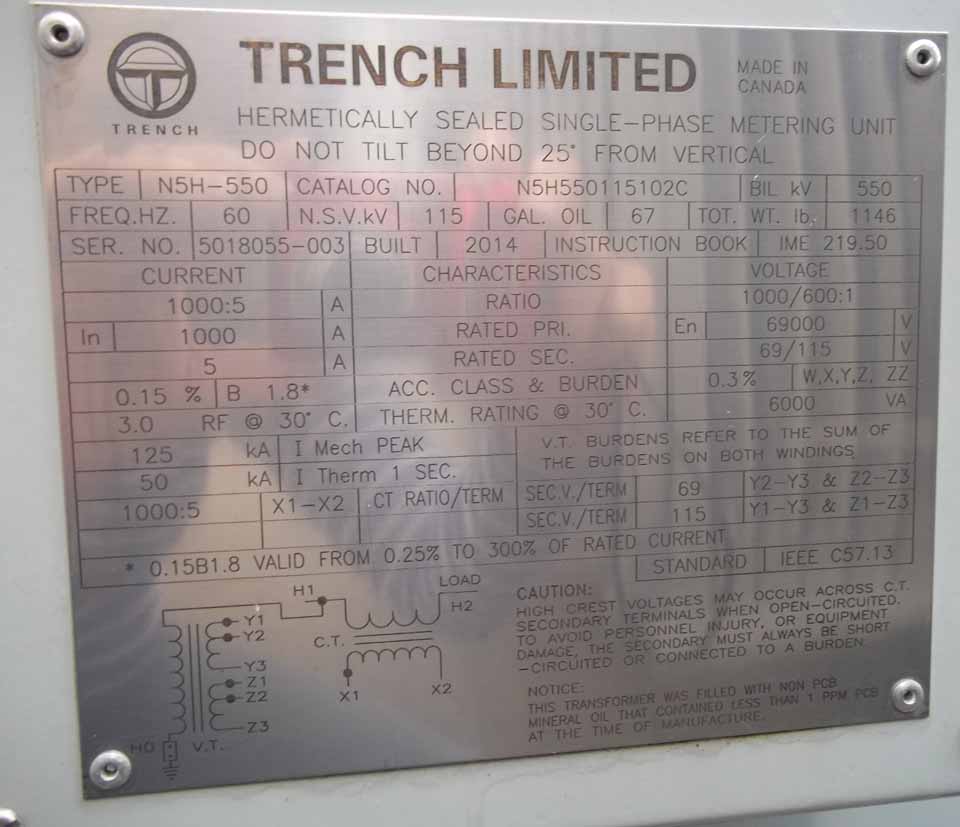 TRENCH LIMITED MADE IN CANADA
TRENCH
HERMETICALLY SEALED SINGLE-PHASE METERING UNIT
DO NOT TILT BEYOND 25° FROM VERTICAL
TYPE N5H-550 CATALOG NO. N5H550115102C BIL kV 550
FREQ.HZ. 60 N.S.V.kV 115 GAL. OIL 67 TOT. WT. lb. 1146
SER. NO. 5018055-003 BUILT 2014 INSTRUCTION BOOK IME 219.50
CURRENT CHARACTERISTICS VOLTAGE
1000:5 A RATIO 1000/600:1
In 1000 A RATED PRI. En 69000 V
5 A RATED SEC. 69/115 V
0.15 % B 1.8* ACC. CLASS & BURDEN 0.3% W,X,Y,Z, ZZ
3.0 RF @ 30° C. THERM. RATING @ 30° C. 6000 VA
125 kA I Mech PEAK V.T. BURDENS REFER TO THE SUM OF
50 kA I Therm 1 SEC. THE BURDENS ON BOTH WINDINGS
1000:5 X1-X2 CT RATIO/TERM SEC.V./TERM 69 Y2-Y3 & Z2-Z3
SEC.V./TERM 115 Y1-Y3 & Z1-Z3
* 0.15B1.8 VALID FROM 0.25% TO 300% OF RATED CURRENT STANDARD IEEE C57.13
H1 LOAD
H2
Y1
Y2
C.T.
Y3
Z1
Z2
X1 X2
Z3
H0 V.T.
CAUTION:
HIGH CREST VOLTAGES MAY OCCUR ACROSS C.T.
SECONDARY TERMINALS WHEN OPEN-CIRCUITED.
TO AVOID PERSONNEL INJURY, OR EQUIPMENT
DAMAGE, THE SECONDARY MUST ALWAYS BE SHORT
-CIRCUITED OR CONNECTED TO A BURDEN.
NOTICE:
THIS TRANSFORMER WAS FILLED WITH NON PCB
MINERAL OIL THAT CONTAINED LESS THAN 1 PPM PCB
AT THE TIME OF MANUFACTURE.